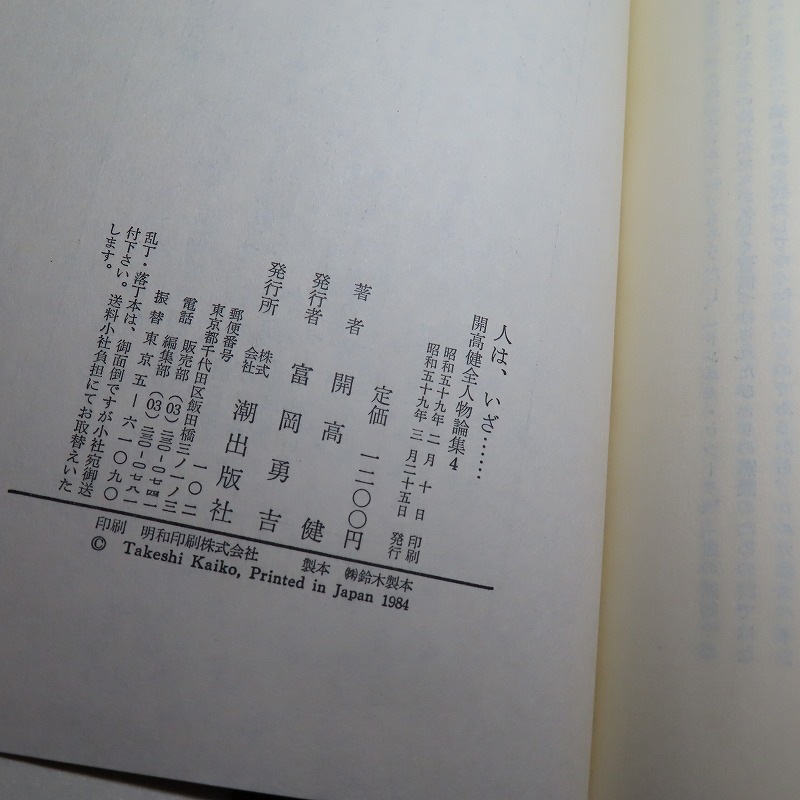 人は、いざ……
開高健全人物論集4
昭和五十九年二月十日 印刷
昭和五十九年三月二十五日 発行
定価 一二〇〇円
著者 開高 健
発行者 富岡勇吉
発行所 株式会社 潮出版社
郵便番号 一〇二
東京都千代田区飯田橋三ノ一ノ三
電話 販売部(03)二三〇-〇七四一
編集部(03)二三〇-〇七八一
振替 東京五-六一〇九〇
乱丁・落丁本は、御面倒ですが小社宛御送
付下さい。送料小社負担にてお取替えいた
します。
印刷 明和印刷株式会社 製本 ㈱鈴木製本
© Takeshi Kaiko, Printed in Japan 1984